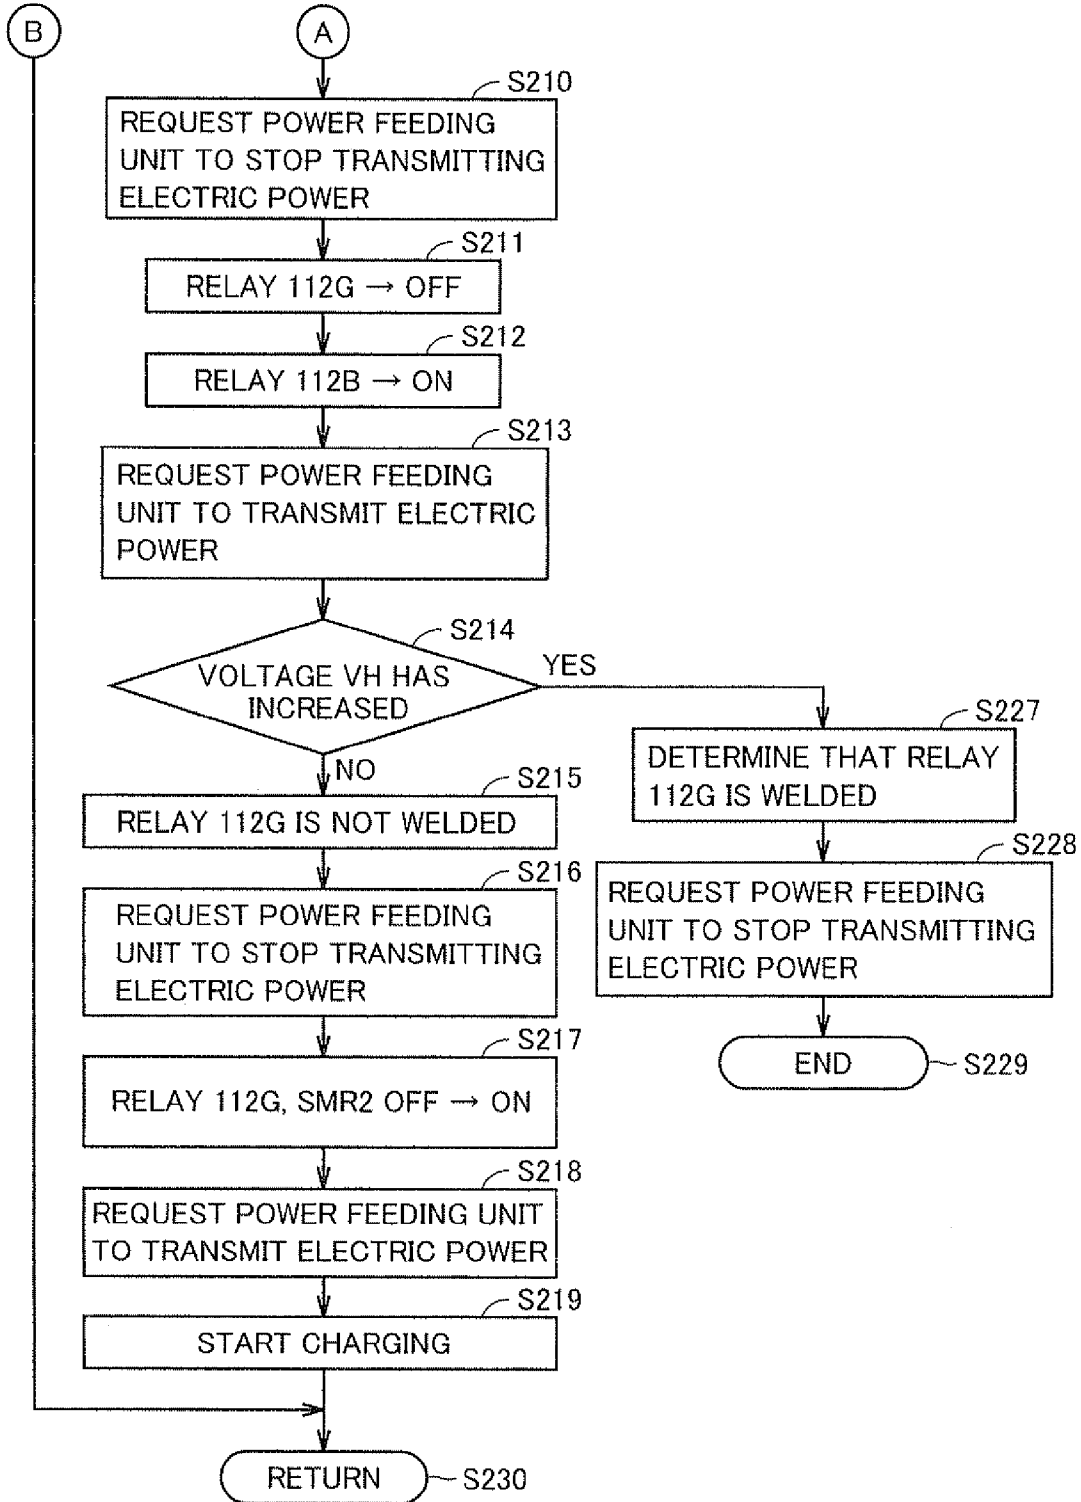 B
A
S210
REQUEST POWER FEEDING
UNIT TO STOP TRANSMITTING
ELECTRIC POWER
S211
RELAY 112G → OFF
S212
RELAY 112B → ON
S213
REQUEST POWER FEEDING
UNIT TO TRANSMIT ELECTRIC
POWER
S214
VOLTAGE VH HAS
INCREASED
YES
NO
S227
DETERMINE THAT RELAY
112G IS WELDED
S228
REQUEST POWER FEEDING
UNIT TO STOP TRANSMITTING
ELECTRIC POWER
END
S229
S215
RELAY 112G IS NOT WELDED
S216
REQUEST POWER FEEDING
UNIT TO STOP TRANSMITTING
ELECTRIC POWER
S217
RELAY 112G, SMR2 OFF → ON
S218
REQUEST POWER FEEDING UNIT
TO TRANSMIT ELECTRIC POWER
S219
START CHARGING
RETURN
S230